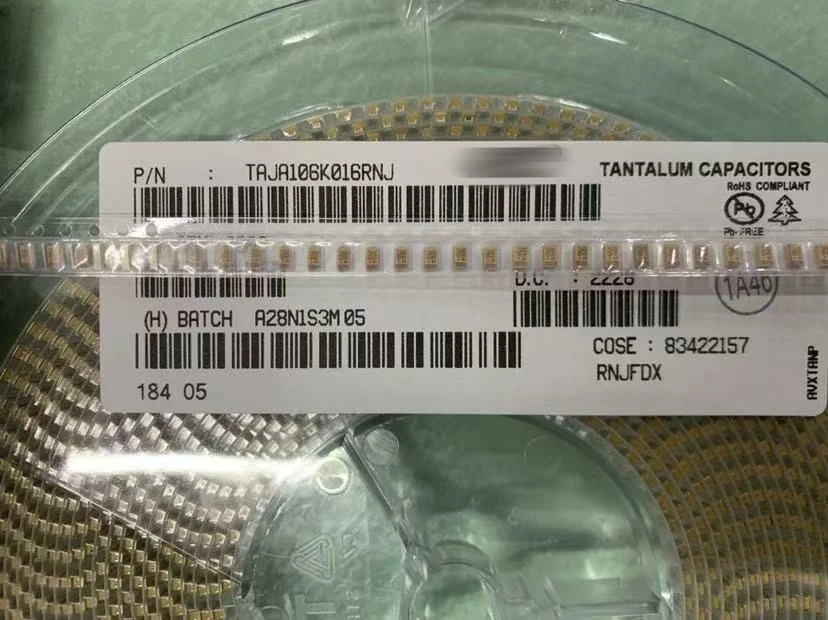 P/N : TAJA106K016RNJ
TANTALUM CAPACITORS
RoHS COMPLIANT
Pb
Pb-FREE
D.C. : 2228
1A40
(H) BATCH A28N1S3M05
COSE : 83422157
RNJFDX
184 05
AVXTANP